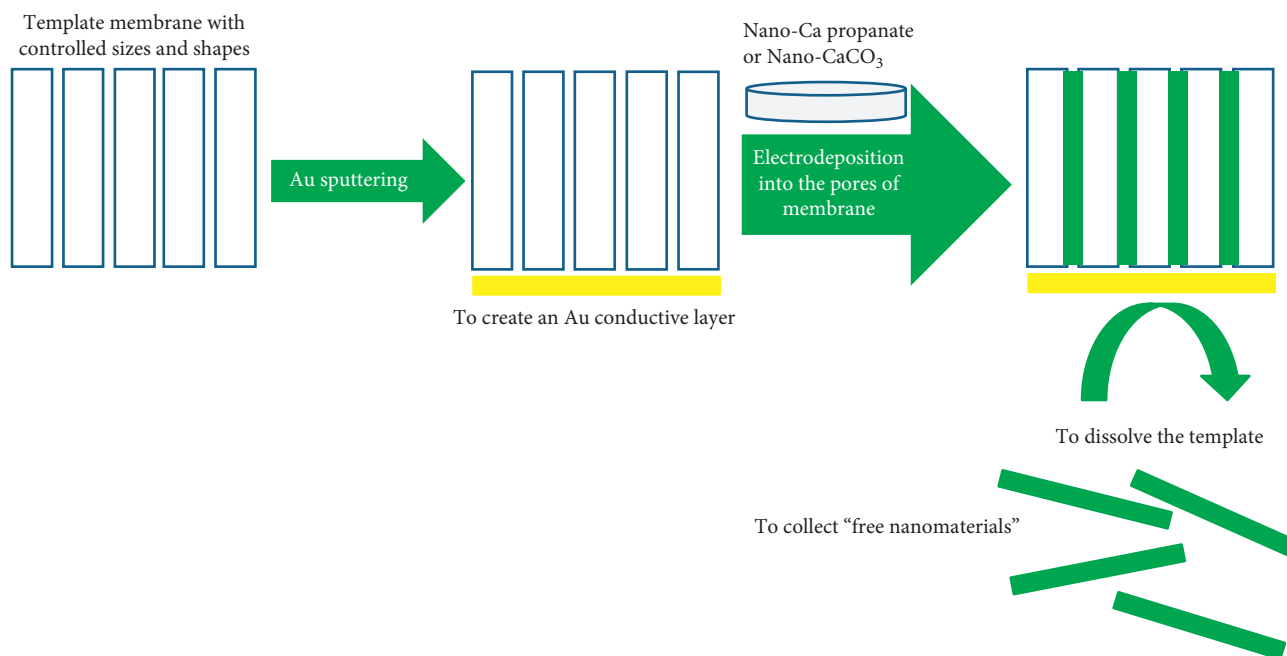 Template membrane with
controlled sizes and shapes
Au sputtering
To create an Au conductive layer
Nano-Ca propanate
or Nano-CaCO₃
Electrodeposition
into the pores of
membrane
To dissolve the template
To collect “free nanomaterials”